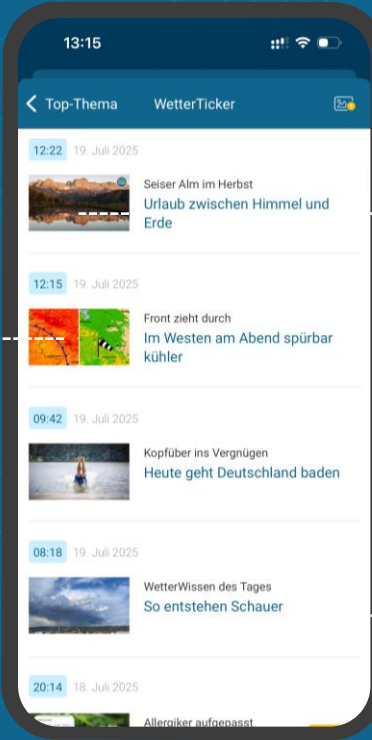 13:15
Top-Thema WetterTicker
12:22 19. Juli 2025
Seiser Alm im Herbst
Urlaub zwischen Himmel und
Erde
12:15 19. Juli 2025
Front zieht durch
Im Westen am Abend spürbar
kühler
09:42 19. Juli 2025
Kopfüber ins Vergnügen
Heute geht Deutschland baden
08:18 19. Juli 2025
WetterWissen des Tages
So entstehen Schauer
20:14 18. Juli 2025
Allergiker aufgepasst